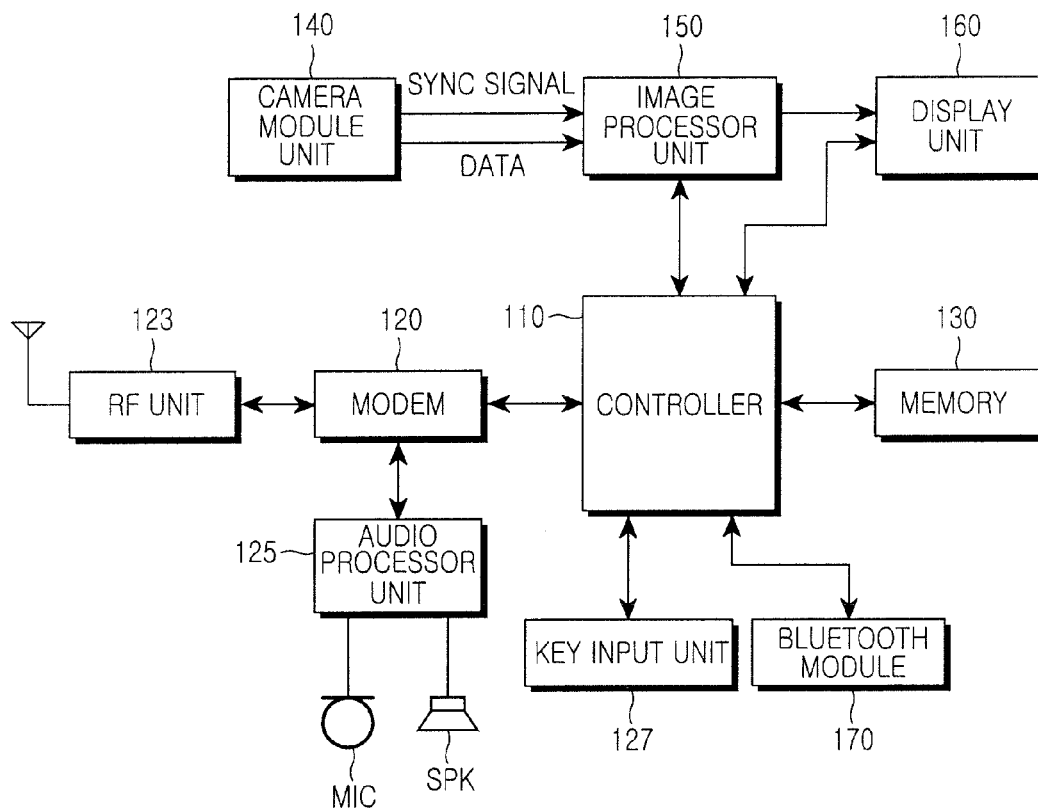 140
150
160
CAMERA
MODULE
UNIT
SYNC SIGNAL
DATA
IMAGE
PROCESSOR
UNIT
DISPLAY
UNIT
123
120
110
130
RF UNIT
MODEM
CONTROLLER
MEMORY
125
AUDIO
PROCESSOR
UNIT
KEY INPUT UNIT
BLUETOOTH
MODULE
127
170
MIC
SPK